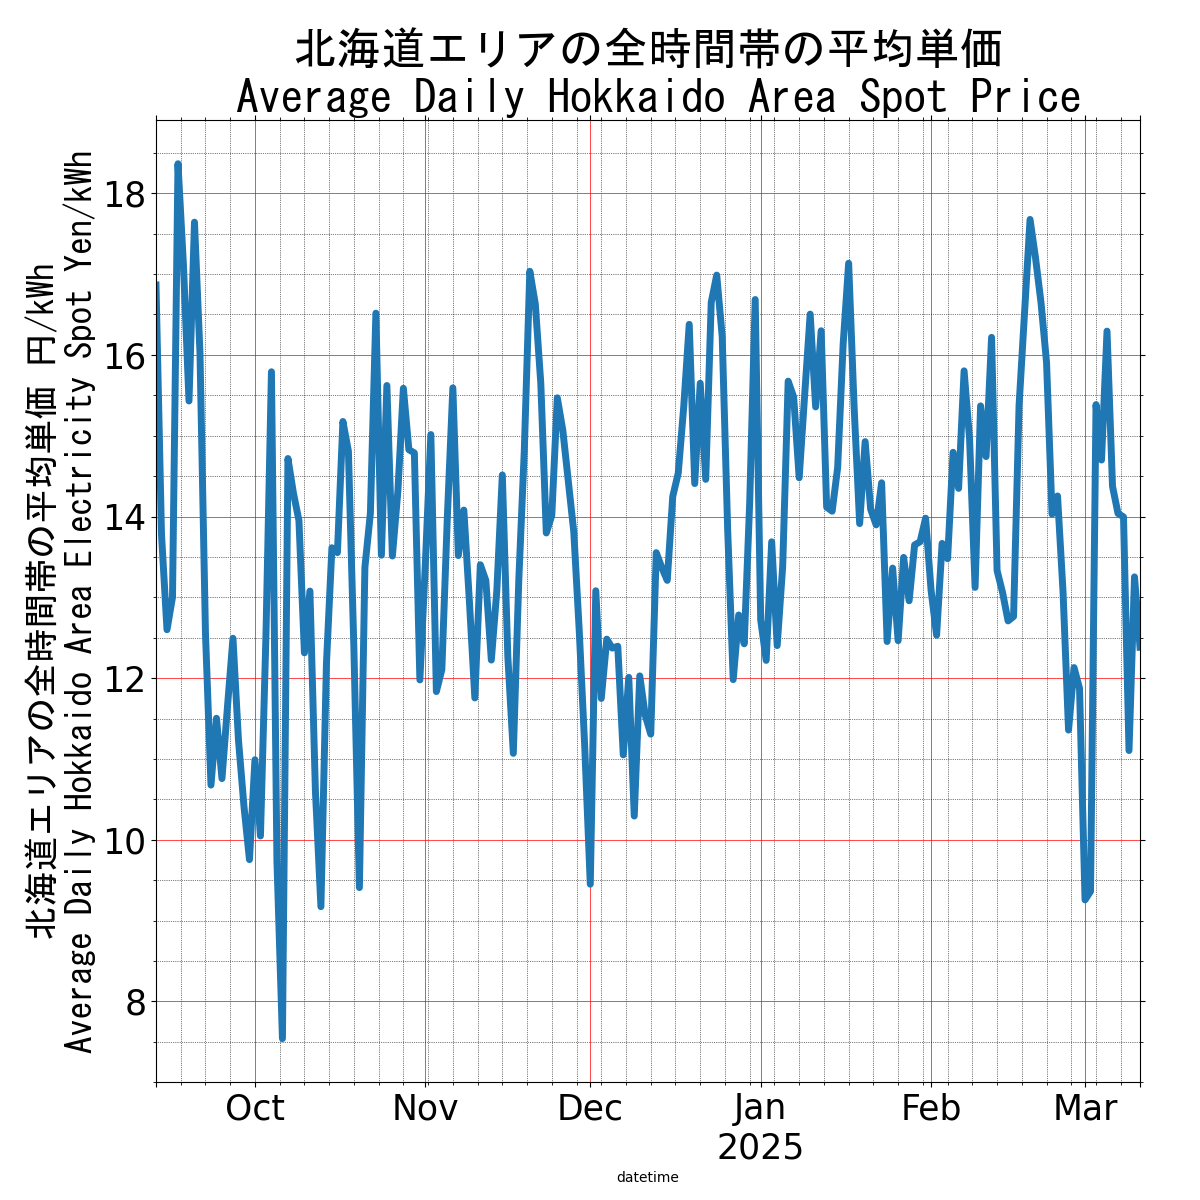 北海道エリアの全時間帯の平均単価
Average Daily Hokkaido Area Spot Price
北海道エリアの全時間帯の平均単価 円/kWh
Average Daily Hokkaido Area Electricity Spot Yen/kWh
18
16
14
12
10
8
Oct
Nov
Dec
Jan
2025
Feb
Mar
datetime